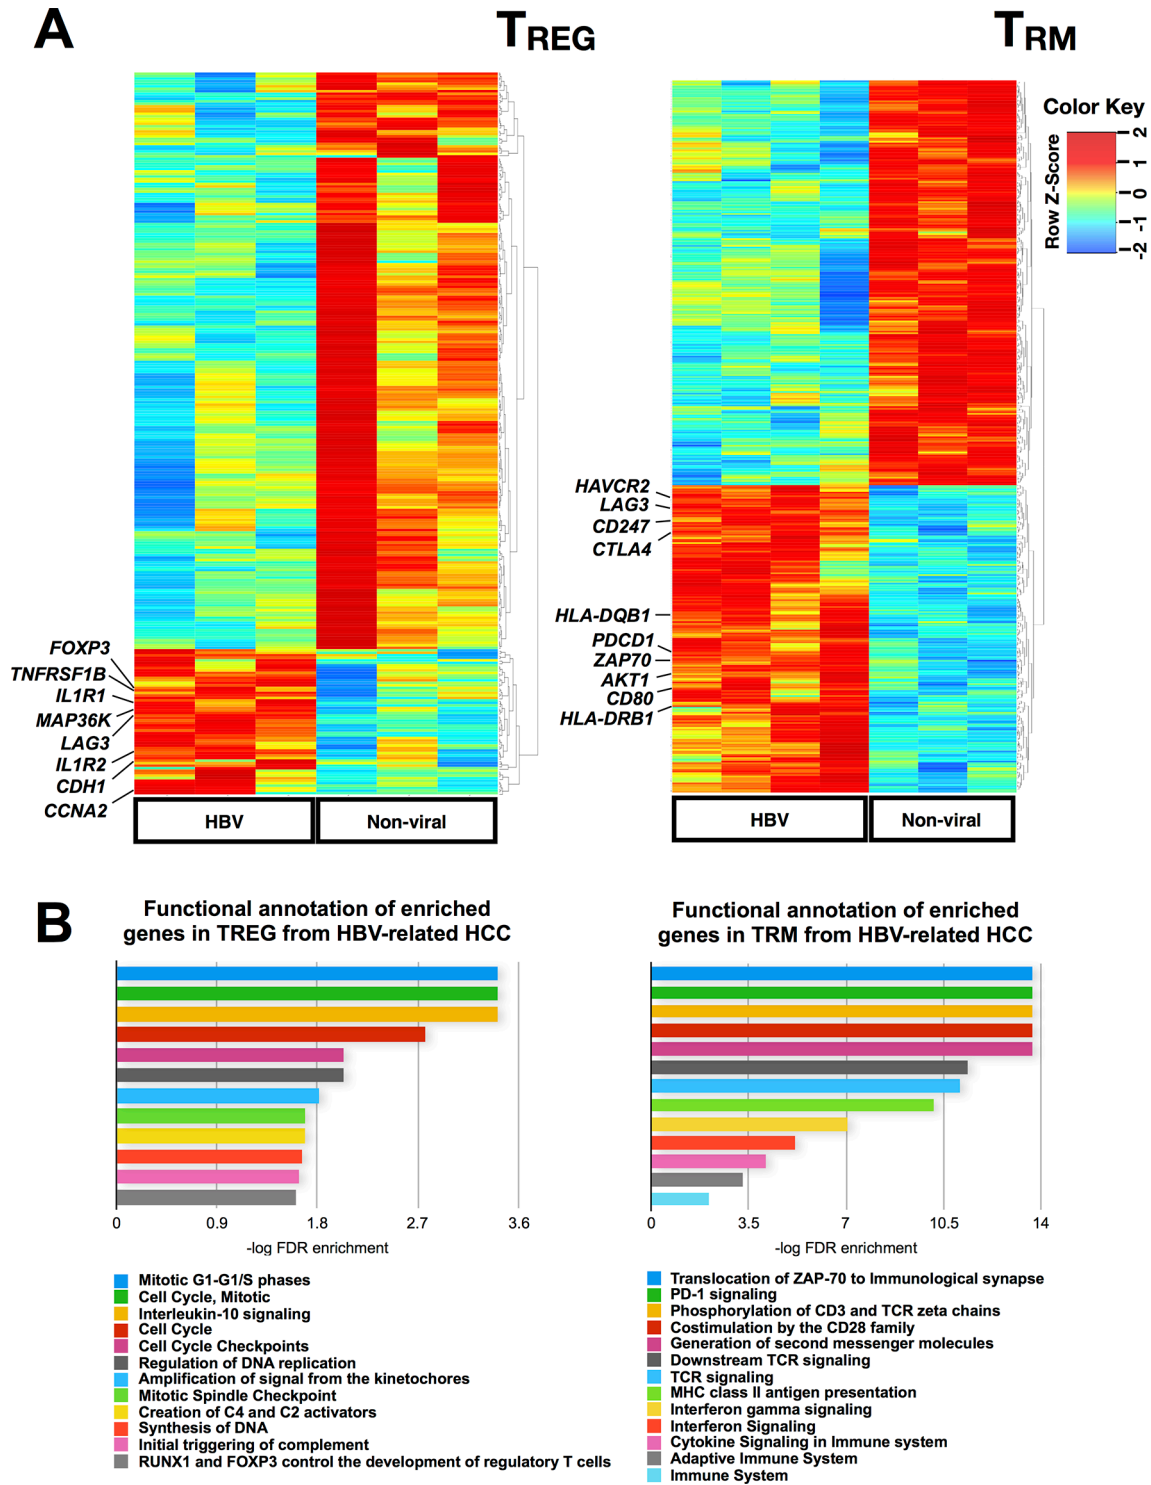 A
TREG
TRM
Color Key
Row Z-Score
2
1
0
-1
-2
FOXP3
TNFRSF1B
IL1R1
MAP36K
LAG3
IL1R2
CDH1
CCNA2
HBV
Non-viral
HAVCR2
LAG3
CD247
CTLA4
HLA-DQB1
PDCD1
ZAP70
AKT1
CD80
HLA-DRB1
HBV
Non-viral
B
Functional annotation of enriched
genes in TREG from HBV-related HCC
0 0.9 1.8 2.7 3.6
-log FDR enrichment
Mitotic G1-G1/S phases
Cell Cycle, Mitotic
Interleukin-10 signaling
Cell Cycle
Cell Cycle Checkpoints
Regulation of DNA replication
Amplification of signal from the kinetochores
Mitotic Spindle Checkpoint
Creation of C4 and C2 activators
Synthesis of DNA
Initial triggering of complement
RUNX1 and FOXP3 control the development of regulatory T cells
Functional annotation of enriched
genes in TRM from HBV-related HCC
0 3.5 7 10.5 14
-log FDR enrichment
Translocation of ZAP-70 to Immunological synapse
PD-1 signaling
Phosphorylation of CD3 and TCR zeta chains
Costimulation by the CD28 family
Generation of second messenger molecules
Downstream TCR signaling
TCR signaling
MHC class II antigen presentation
Interferon gamma signaling
Interferon Signaling
Cytokine Signaling in Immune system
Adaptive Immune System
Immune System